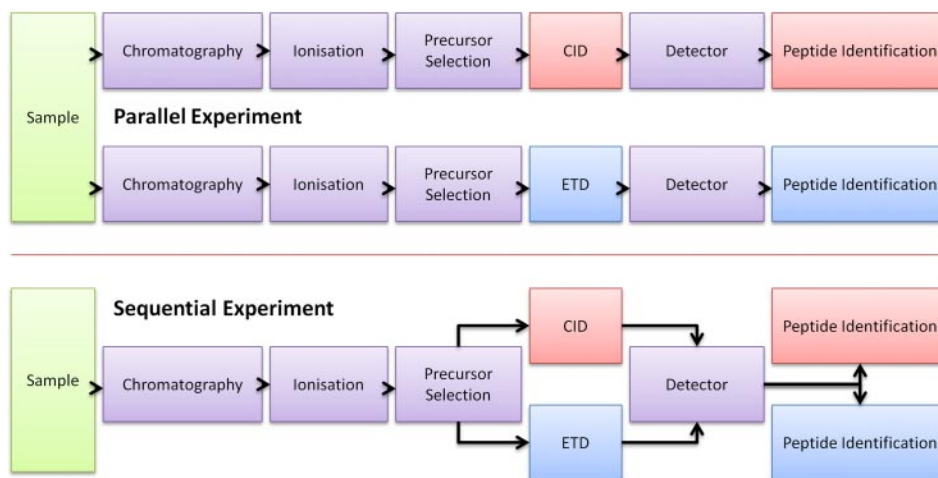 Sample
Chromatography
Ionisation
Precursor
Selection
CID
Detector
Peptide Identification
Parallel Experiment
Chromatography
Ionisation
Precursor
Selection
ETD
Detector
Peptide Identification
Sequential Experiment
Sample
Chromatography
Ionisation
Precursor
Selection
CID
ETD
Detector
Peptide Identification
Peptide Identification